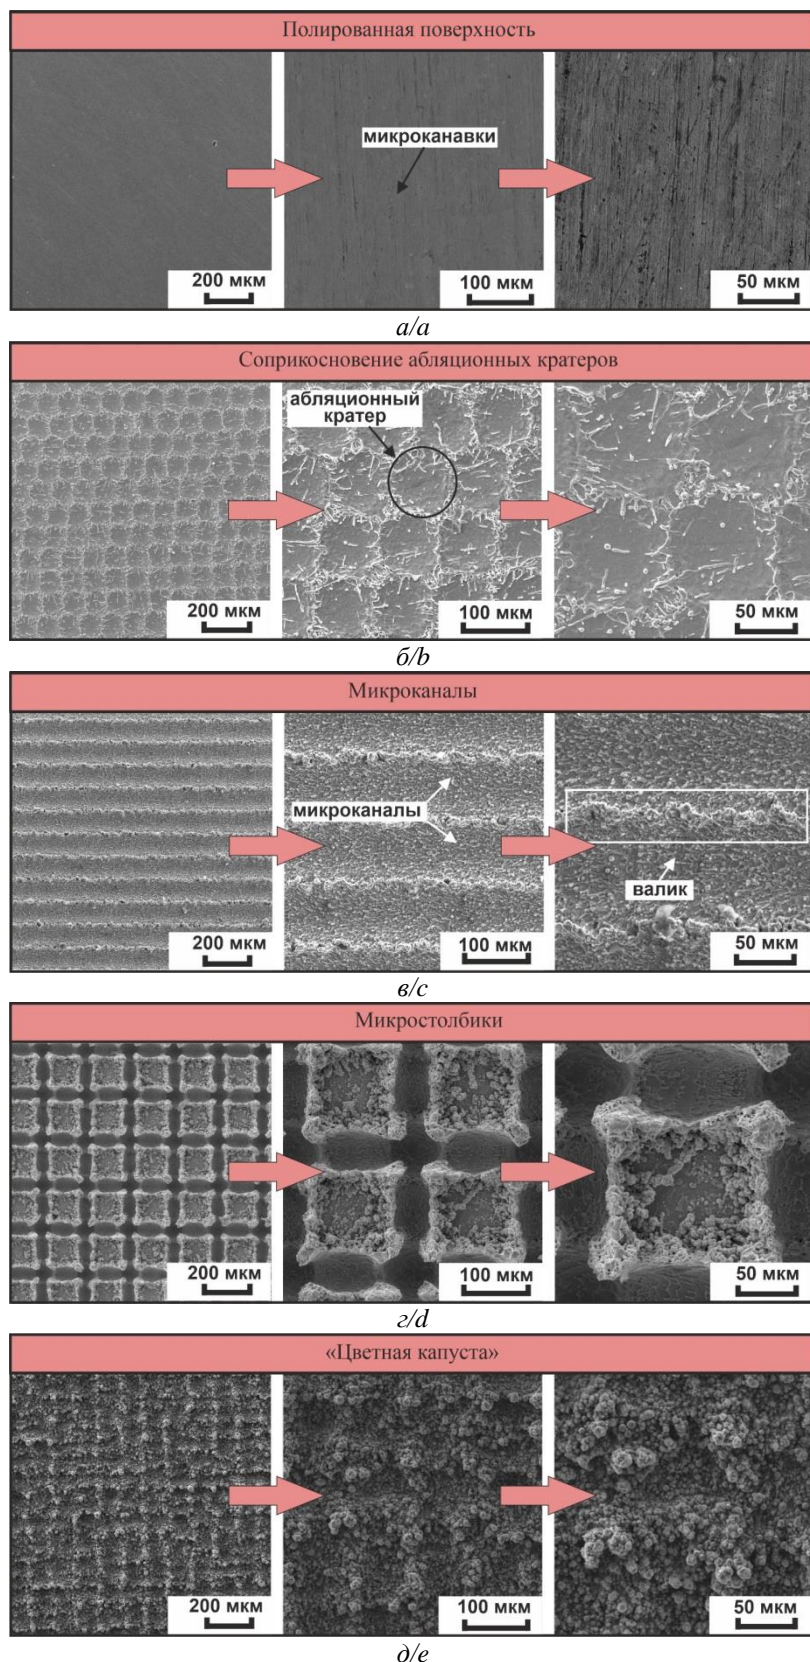 Полированная поверхность
микроканавки
200 мкм
100 мкм
50 мкм
а/a
Соприкосновение абляционных кратеров
абляционный
кратер
200 мкм
100 мкм
50 мкм
б/b
Микроканалы
микроканалы
валик
200 мкм
100 мкм
50 мкм
в/c
Микростолбики
200 мкм
100 мкм
50 мкм
г/d
«Цветная капуста»
200 мкм
100 мкм
50 мкм
д/e